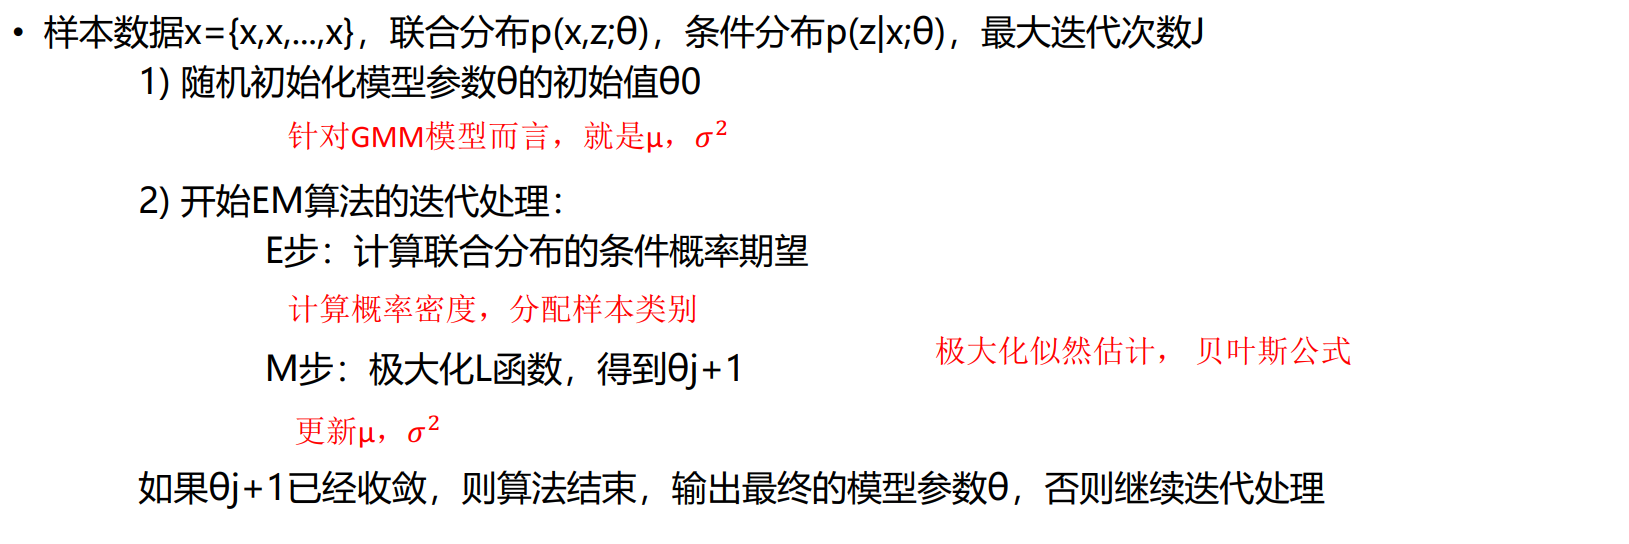 • 样本数据x={x,x,...,x}，联合分布p(x,z;θ)，条件分布p(z|x;θ)，最大迭代次数J
1) 随机初始化模型参数θ的初始值θ0
针对GMM模型而言，就是μ，σ²
2) 开始EM算法的迭代处理：
E步：计算联合分布的条件概率期望
计算概率密度，分配样本类别
极大化似然估计， 贝叶斯公式
M步：极大化L函数，得到θj+1
更新μ，σ²
如果θj+1已经收敛，则算法结束，输出最终的模型参数θ，否则继续迭代处理